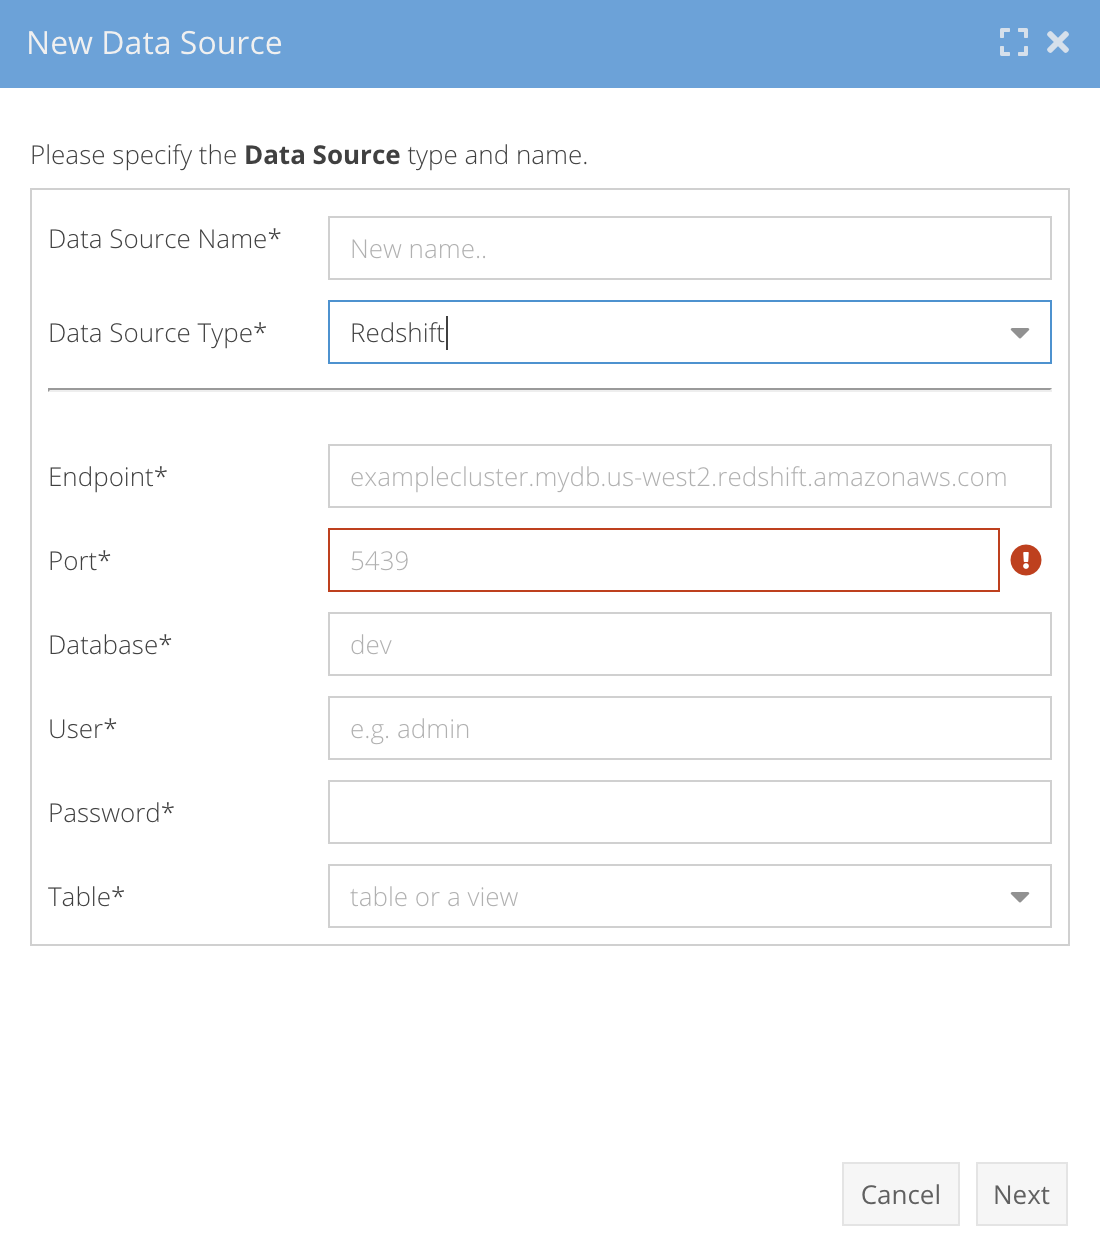 New Data Source
Please specify the Data Source type and name.
Data Source Name*
New name..
Data Source Type*
Redshift
Endpoint*
examplecluster.mydb.us-west2.redshift.amazonaws.com
Port*
5439
Database*
dev
User*
e.g. admin
Password*
Table*
table or a view
Cancel
Next